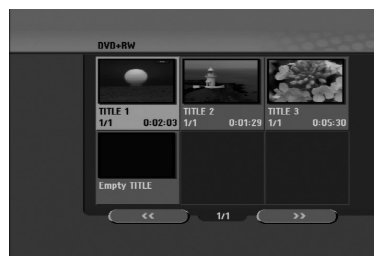 DVD+RW
TITLE 1
1/1 0:02:03
TITLE 2
1/1 0:01:29
TITLE 3
1/1 0:05:30
Empty TITLE
<< 1/1 >>